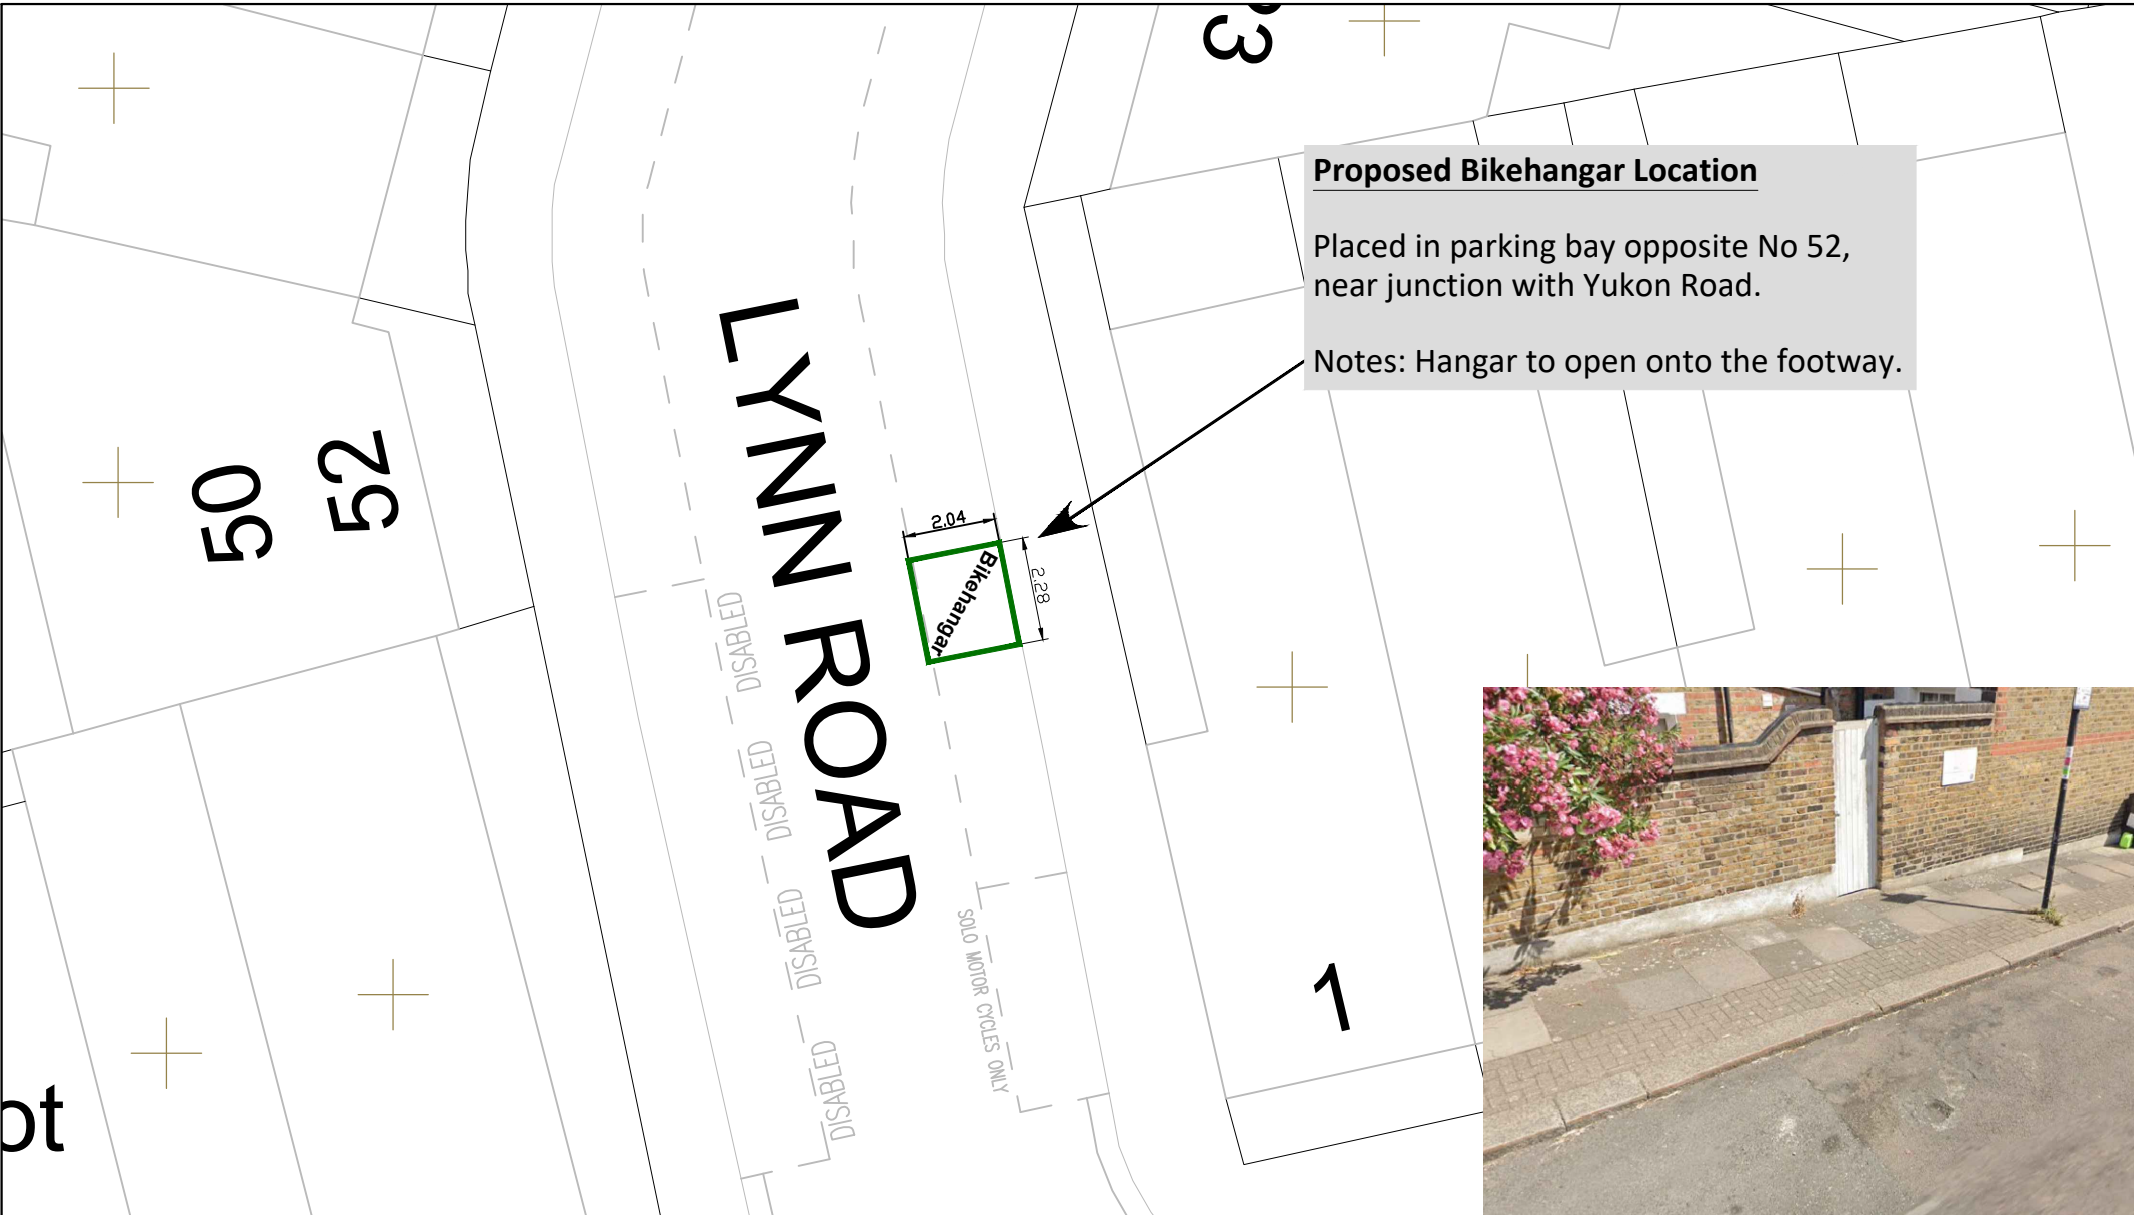 Proposed Bikehangar Location
Placed in parking bay opposite No 52,
near junction with Yukon Road.
Notes: Hangar to open onto the footway.
50
52
LYNN ROAD
2.04
2.28
Bikehangar
DISABLED
DISABLED
DISABLED
DISABLED
SOLO MOTOR CYCLES ONLY
1